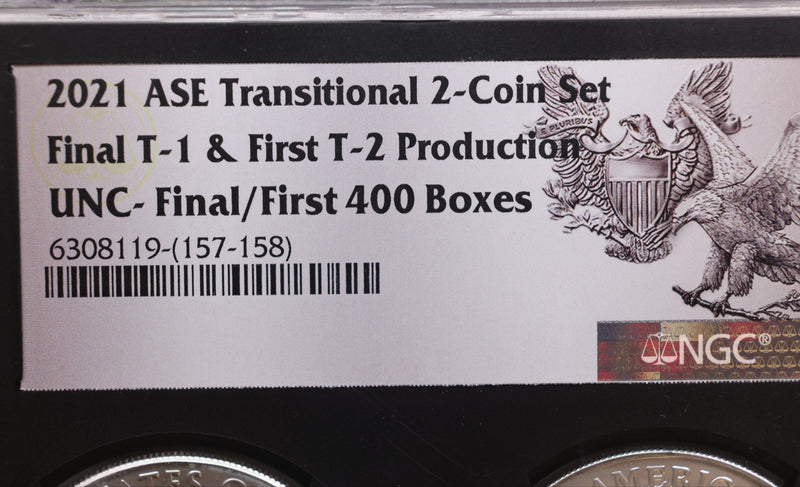 2021 ASE Transitional 2-Coin Set
Final T-1 & First T-2 Production
UNC- Final/First 400 Boxes
6308119-(157-158)
E PLURIBUS
NGC®